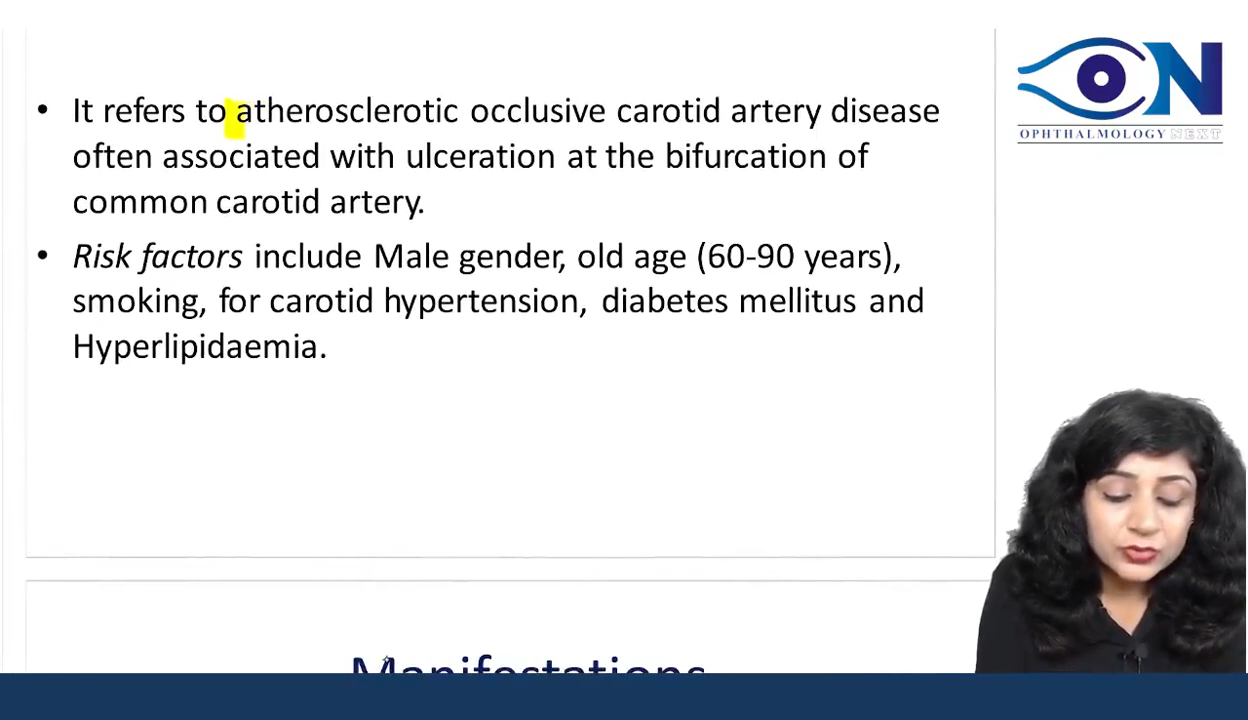 It refers to atherosclerotic occlusive carotid artery disease
often associated with ulceration at the bifurcation of
common carotid artery.
Risk factors include Male gender, old age (60-90 years),
smoking, for carotid hypertension, diabetes mellitus and
Hyperlipidaemia.
Manifestations
ON
OPHTHALMOLOGY NEXT